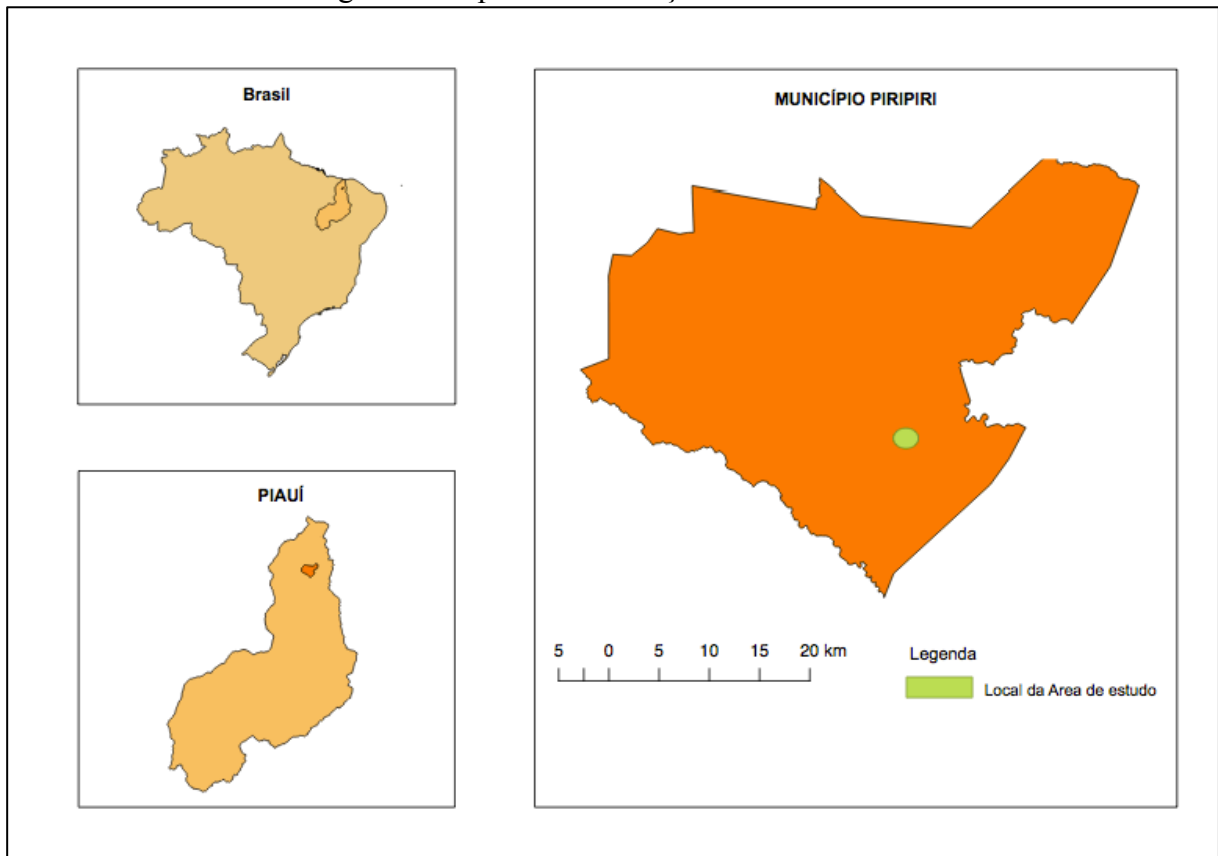 Brasil
PIAUÍ
MUNICÍPIO PIRIPIRI
5 0 5 10 15 20 km
Legenda
Local da Area de estudo